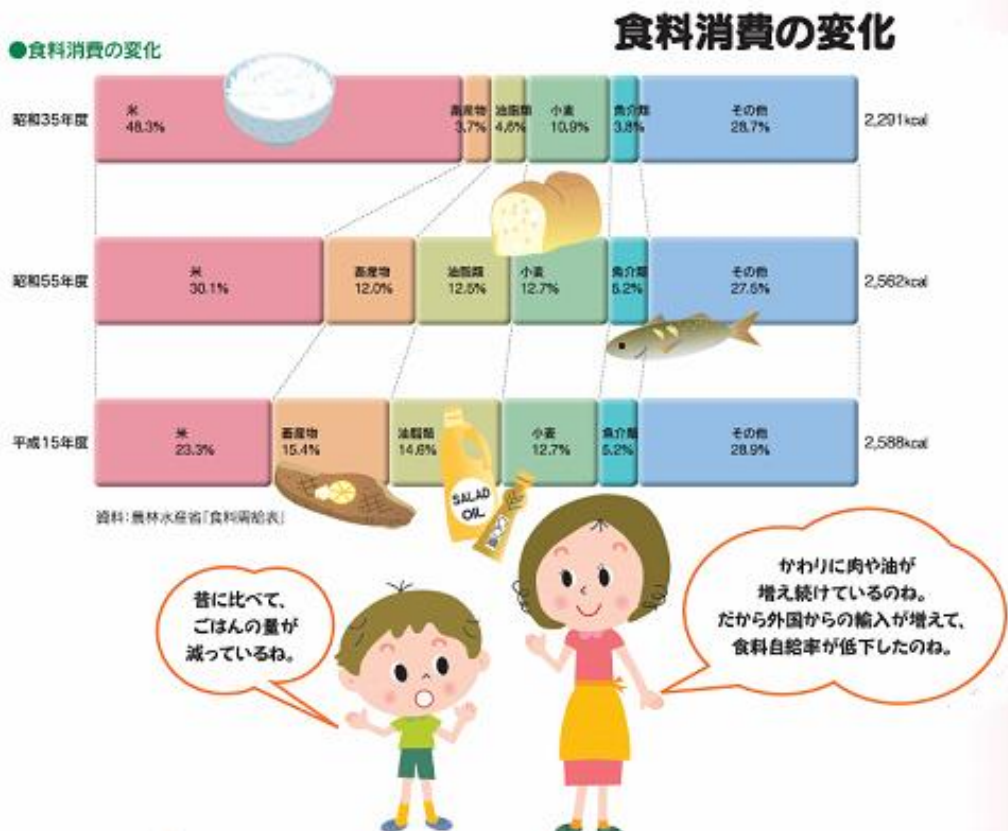 食料消費の変化
●食料消費の変化
昭和35年度
米
48.3%
畜産物
3.7%
油脂類
4.6%
小麦
10.9%
魚介類
3.8%
その他
28.7%
2,291kcal
昭和55年度
米
30.1%
畜産物
12.0%
油脂類
12.5%
小麦
12.7%
魚介類
5.2%
その他
27.5%
2,562kcal
平成15年度
米
23.3%
畜産物
15.4%
油脂類
14.6%
小麦
12.7%
魚介類
5.2%
その他
28.9%
2,588kcal
資料:農林水産省「食料需給表」
SALAD
OIL
昔に比べて、
ごはんの量が
減っているね。
かわりに肉や油が
増え続けているのね。
だから外国からの輸入が増えて、
食料自給率が低下したのね。